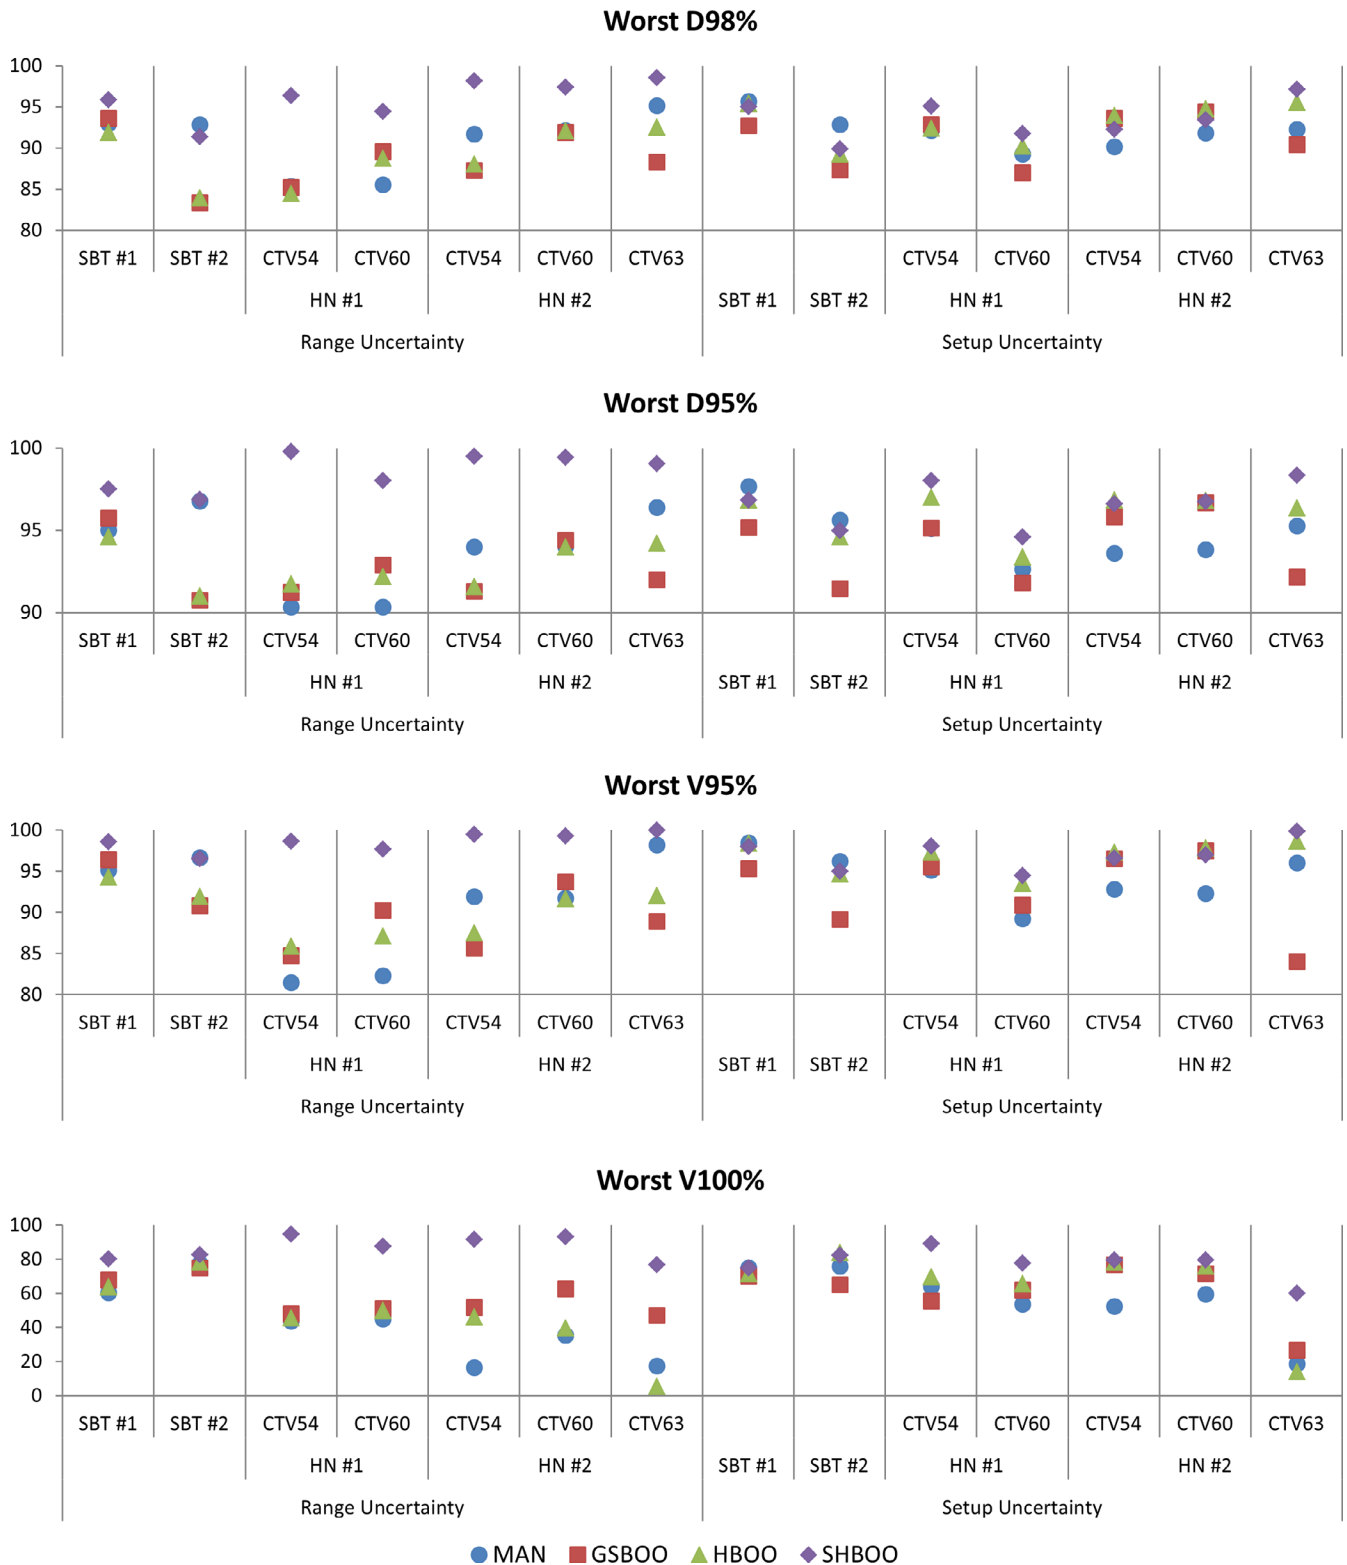 Worst D98%
100
95
90
85
80
SBT #1 SBT #2 CTV54 CTV60 CTV54 CTV60 CTV63 CTV54 CTV60 CTV54 CTV60 CTV63
HN #1 HN #2 SBT #1 SBT #2 HN #1 HN #2
Range Uncertainty Setup Uncertainty
Worst D95%
100
95
90
SBT #1 SBT #2 CTV54 CTV60 CTV54 CTV60 CTV63 CTV54 CTV60 CTV54 CTV60 CTV63
HN #1 HN #2 SBT #1 SBT #2 HN #1 HN #2
Range Uncertainty Setup Uncertainty
Worst V95%
100
95
90
85
80
SBT #1 SBT #2 CTV54 CTV60 CTV54 CTV60 CTV63 CTV54 CTV60 CTV54 CTV60 CTV63
HN #1 HN #2 SBT #1 SBT #2 HN #1 HN #2
Range Uncertainty Setup Uncertainty
Worst V100%
100
80
60
40
20
0
SBT #1 SBT #2 CTV54 CTV60 CTV54 CTV60 CTV63 CTV54 CTV60 CTV54 CTV60 CTV63
HN #1 HN #2 SBT #1 SBT #2 HN #1 HN #2
Range Uncertainty Setup Uncertainty
MAN GSBOO HBOO SHBOO